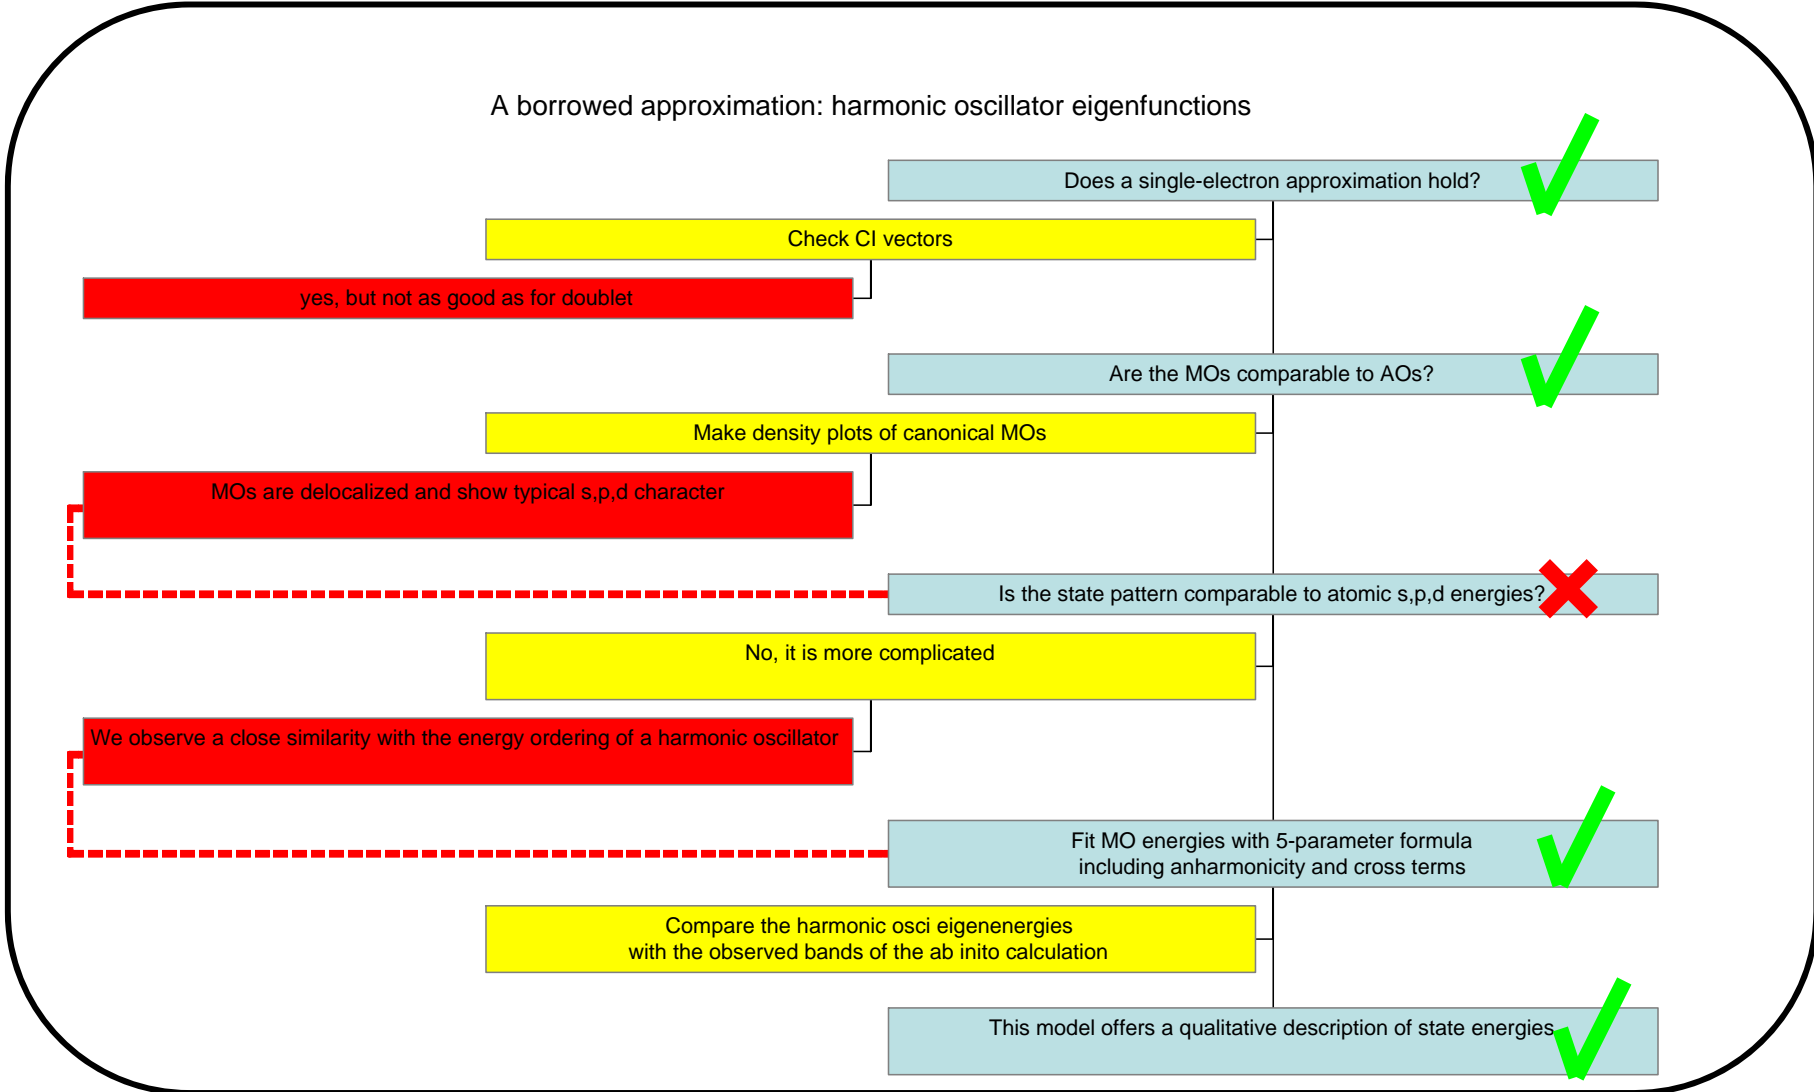 A borrowed approximation: harmonic oscillator eigenfunctions
Does a single-electron approximation hold?
Check CI vectors
yes, but not as good as for doublet
Are the MOs comparable to AOs?
Make density plots of canonical MOs
MOs are delocalized and show typical s,p,d character
Is the state pattern comparable to atomic s,p,d energies?
No, it is more complicated
We observe a close similarity with the energy ordering of a harmonic oscillator
Fit MO energies with 5-parameter formula
including anharmonicity and cross terms
Compare the harmonic osci eigenenergies
with the observed bands of the ab inito calculation
This model offers a qualitative description of state energies